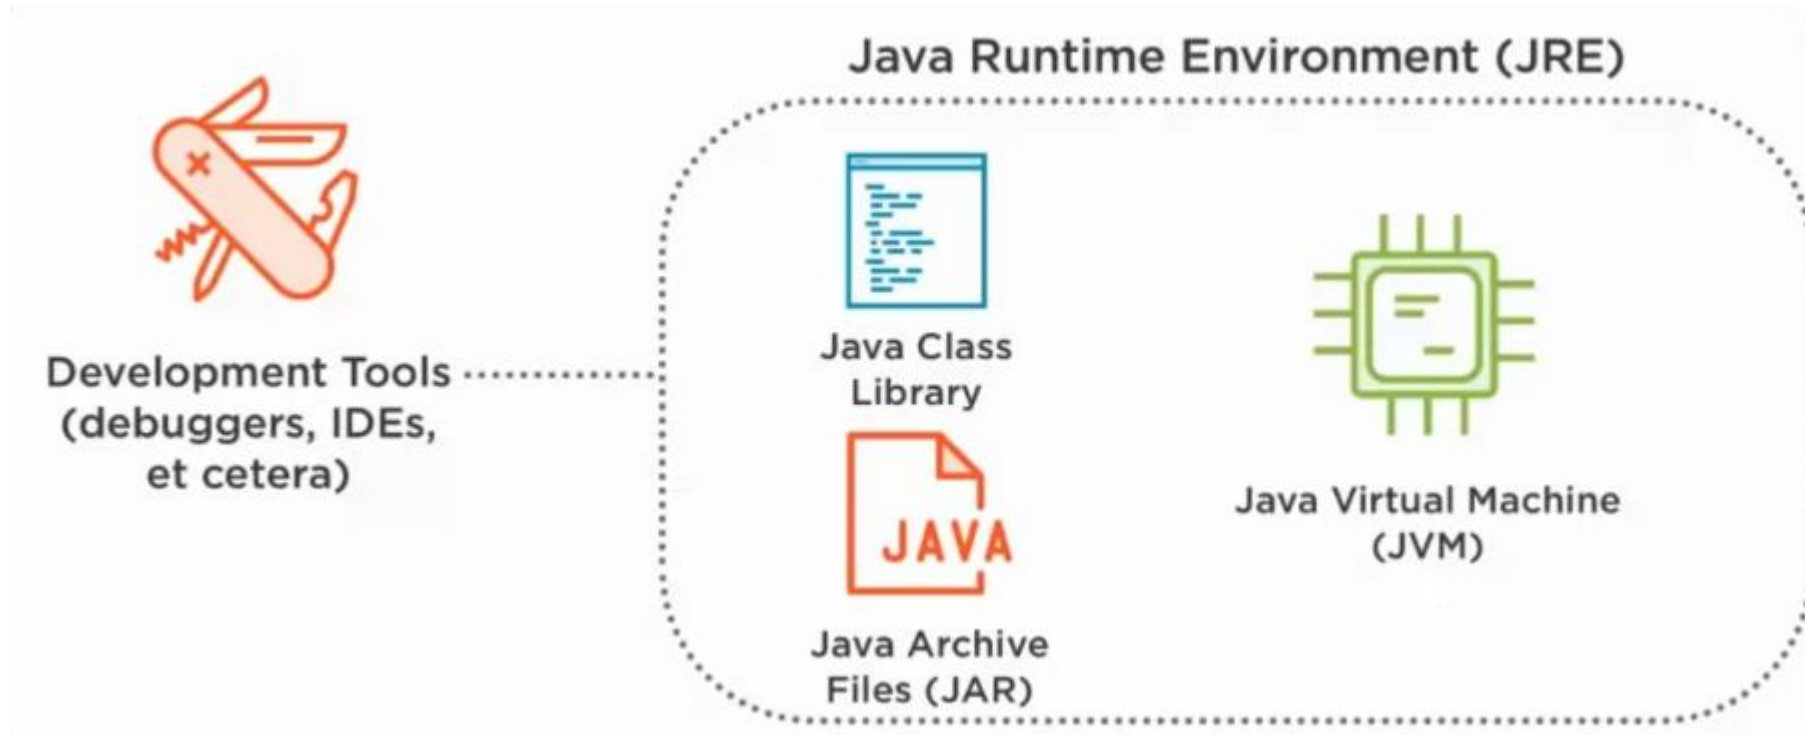 Java Runtime Environment (JRE)
Development Tools
(debuggers, IDEs,
et cetera)
Java Class
Library
JAVA
Java Archive
Files (JAR)
Java Virtual Machine
(JVM)